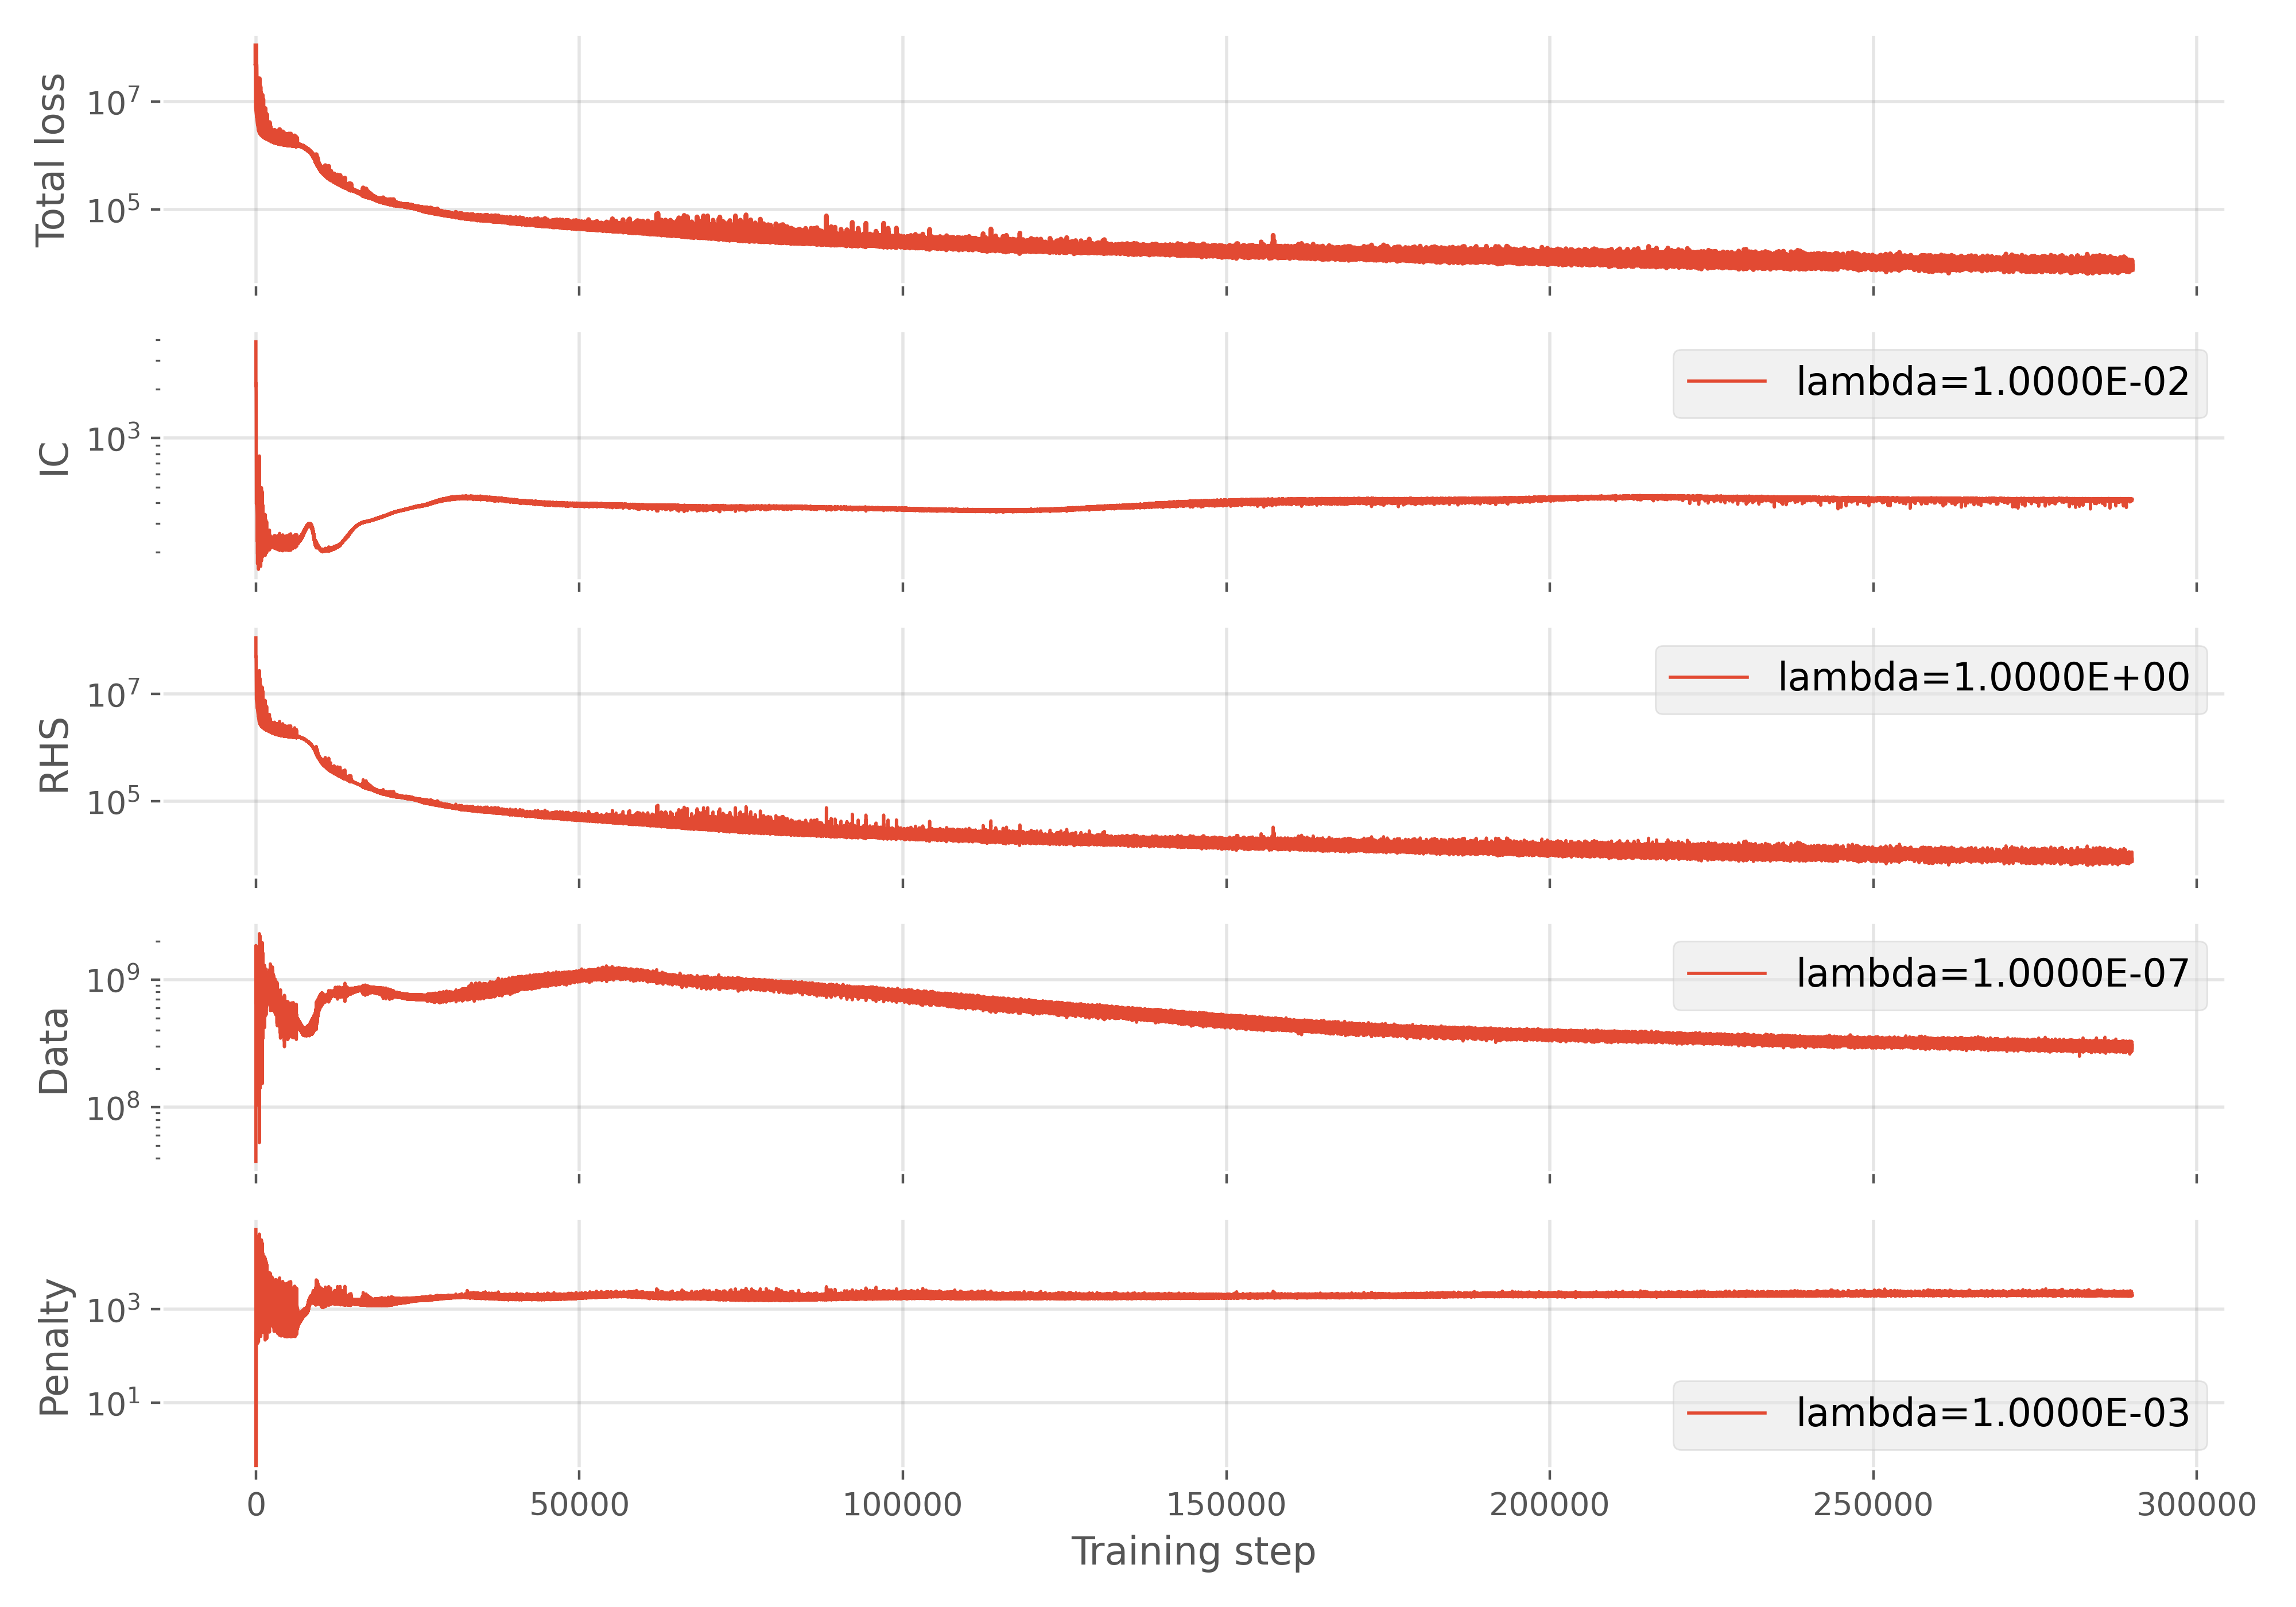 Total loss
10^7
10^5
IC
10^3
lambda=1.0000E-02
RHS
10^7
10^5
lambda=1.0000E+00
Data
10^9
10^8
lambda=1.0000E-07
Penalty
10^3
10^1
lambda=1.0000E-03
0 50000 100000 150000 200000 250000 300000
Training step